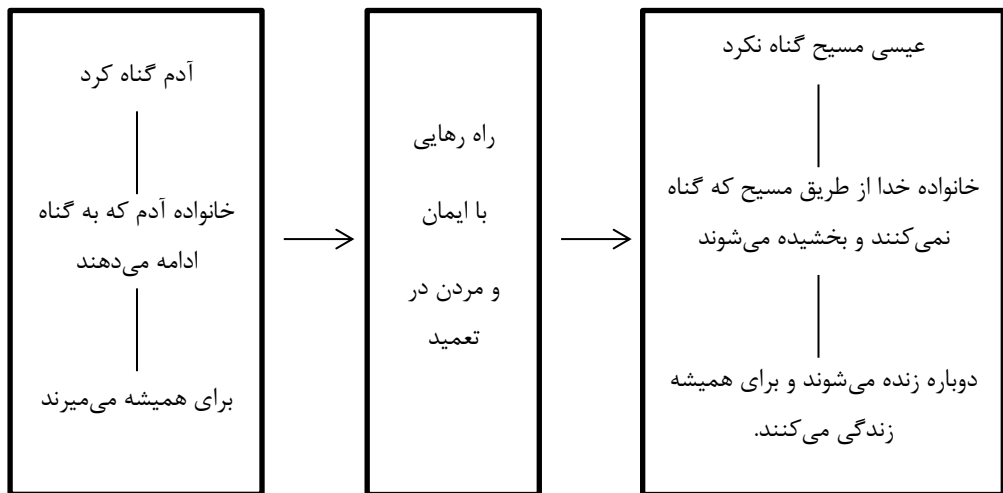 آدم گناه کرد
خانواده آدم که به گناه
ادامه می‌دهند
برای همیشه می‌میرند
راه رهایی
با ایمان
و مردن در
تعمید
عیسی مسیح گناه نکرد
خانواده خدا از طریق مسیح که گناه
نمی‌کنند و بخشیده می‌شوند
دوباره زنده می‌شوند و برای همیشه
زندگی می‌کنند.